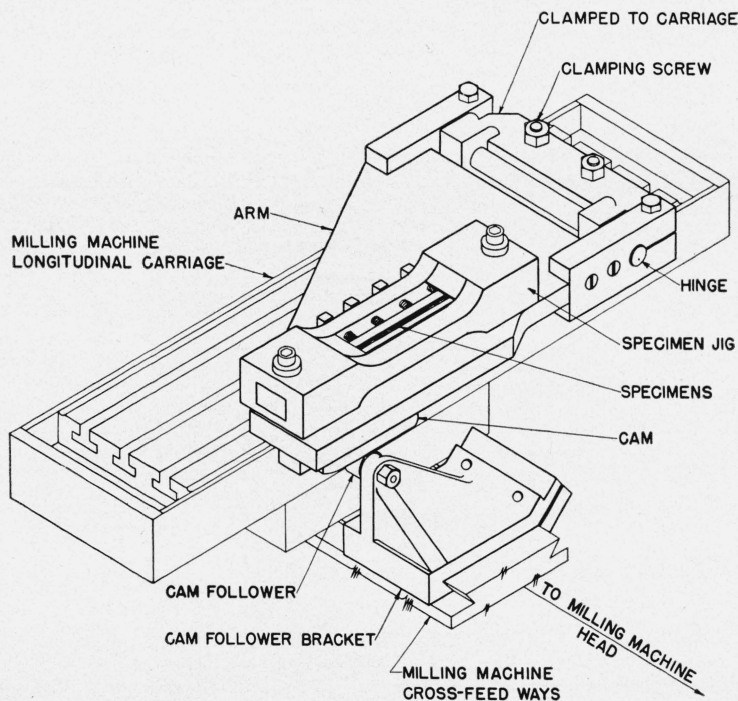 CLAMPED TO CARRIAGE
CLAMPING SCREW
ARM
MILLING MACHINE
LONGITUDINAL CARRIAGE
HINGE
SPECIMEN JIG
SPECIMENS
CAM
CAM FOLLOWER
CAM FOLLOWER BRACKET
TO MILLING MACHINE
HEAD
MILLING MACHINE
CROSS-FEED WAYS